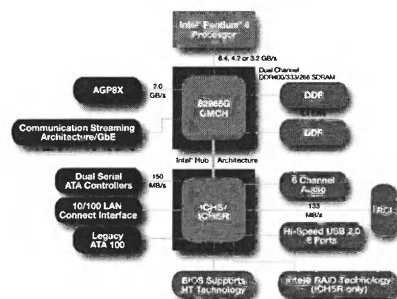 Intel® Pentium® 4
Processor
6.4, 4.2 or 3.2 GB/s
Dual Channel
DDR400/333/266 SDRAM
AGP8X
2.0
GB/s
82865G
GMCH
DDR
DDR
Communication Streaming
Architecture/GbE
Intel® Hub Architecture
Dual Serial
ATA Controllers
150
MB/s
ICH5/
ICH5R
6 Channel
Audio
10/100 LAN
Connect Interface
133
MB/s
PCI
Legacy
ATA 100
Hi-Speed USB 2.0
8 Ports
BIOS Supports
HT Technology
Intel® RAID Technology
(ICH5R only)